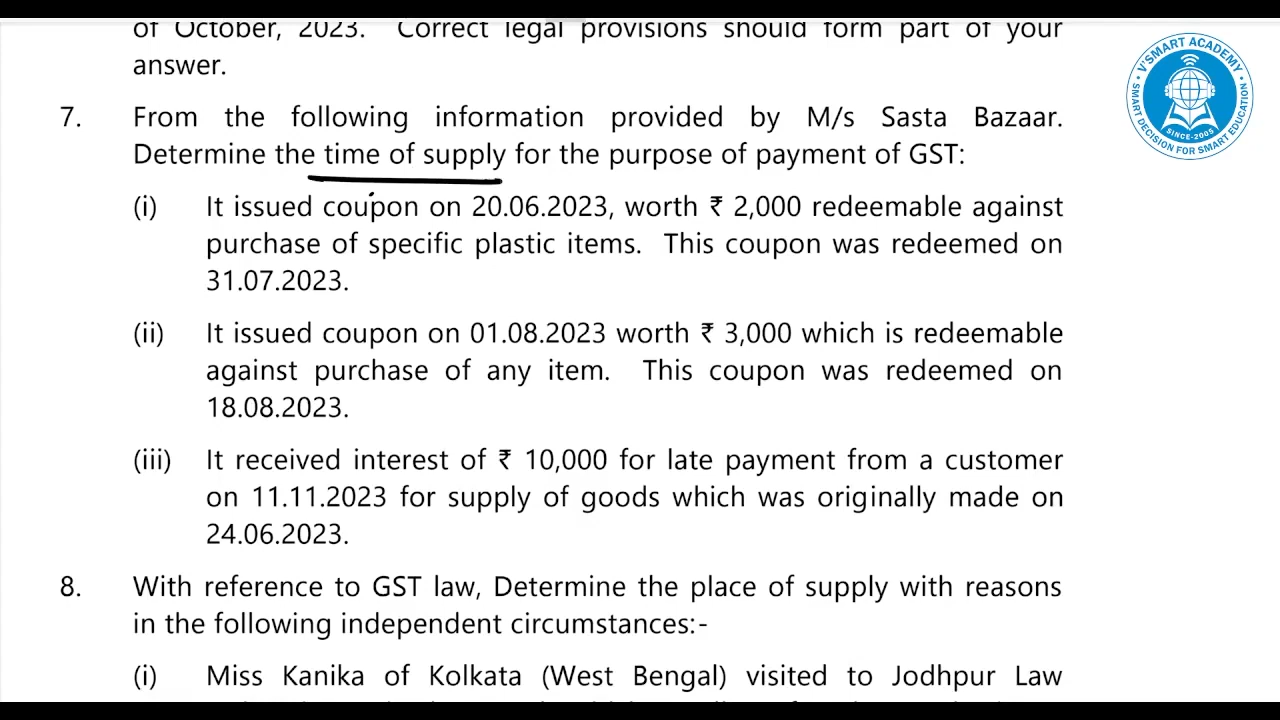 of October, 2023. Correct legal provisions should form part of your
answer.
7. From the following information provided by M/s Sasta Bazaar.
Determine the time of supply for the purpose of payment of GST:
(i) It issued coupon on 20.06.2023, worth ₹ 2,000 redeemable against
purchase of specific plastic items. This coupon was redeemed on
31.07.2023.
(ii) It issued coupon on 01.08.2023 worth ₹ 3,000 which is redeemable
against purchase of any item. This coupon was redeemed on
18.08.2023.
(iii) It received interest of ₹ 10,000 for late payment from a customer
on 11.11.2023 for supply of goods which was originally made on
24.06.2023.
8. With reference to GST law, Determine the place of supply with reasons
in the following independent circumstances:-
(i) Miss Kanika of Kolkata (West Bengal) visited to Jodhpur Law
V'SMART ACADEMY
SMART DECISION FOR SMART EDUCATION
SINCE-2005